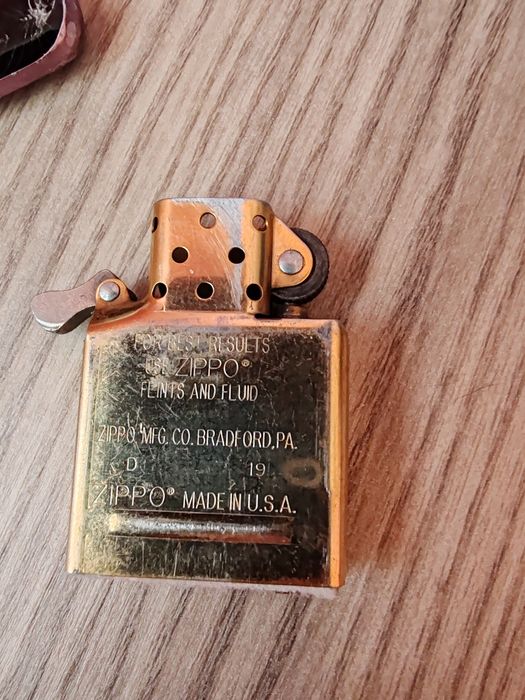 FOR BEST RESULTS
USE ZIPPO®
FLINTS AND FLUID
ZIPPO MFG. CO. BRADFORD, PA.
D 19
ZIPPO® MADE IN U.S.A.